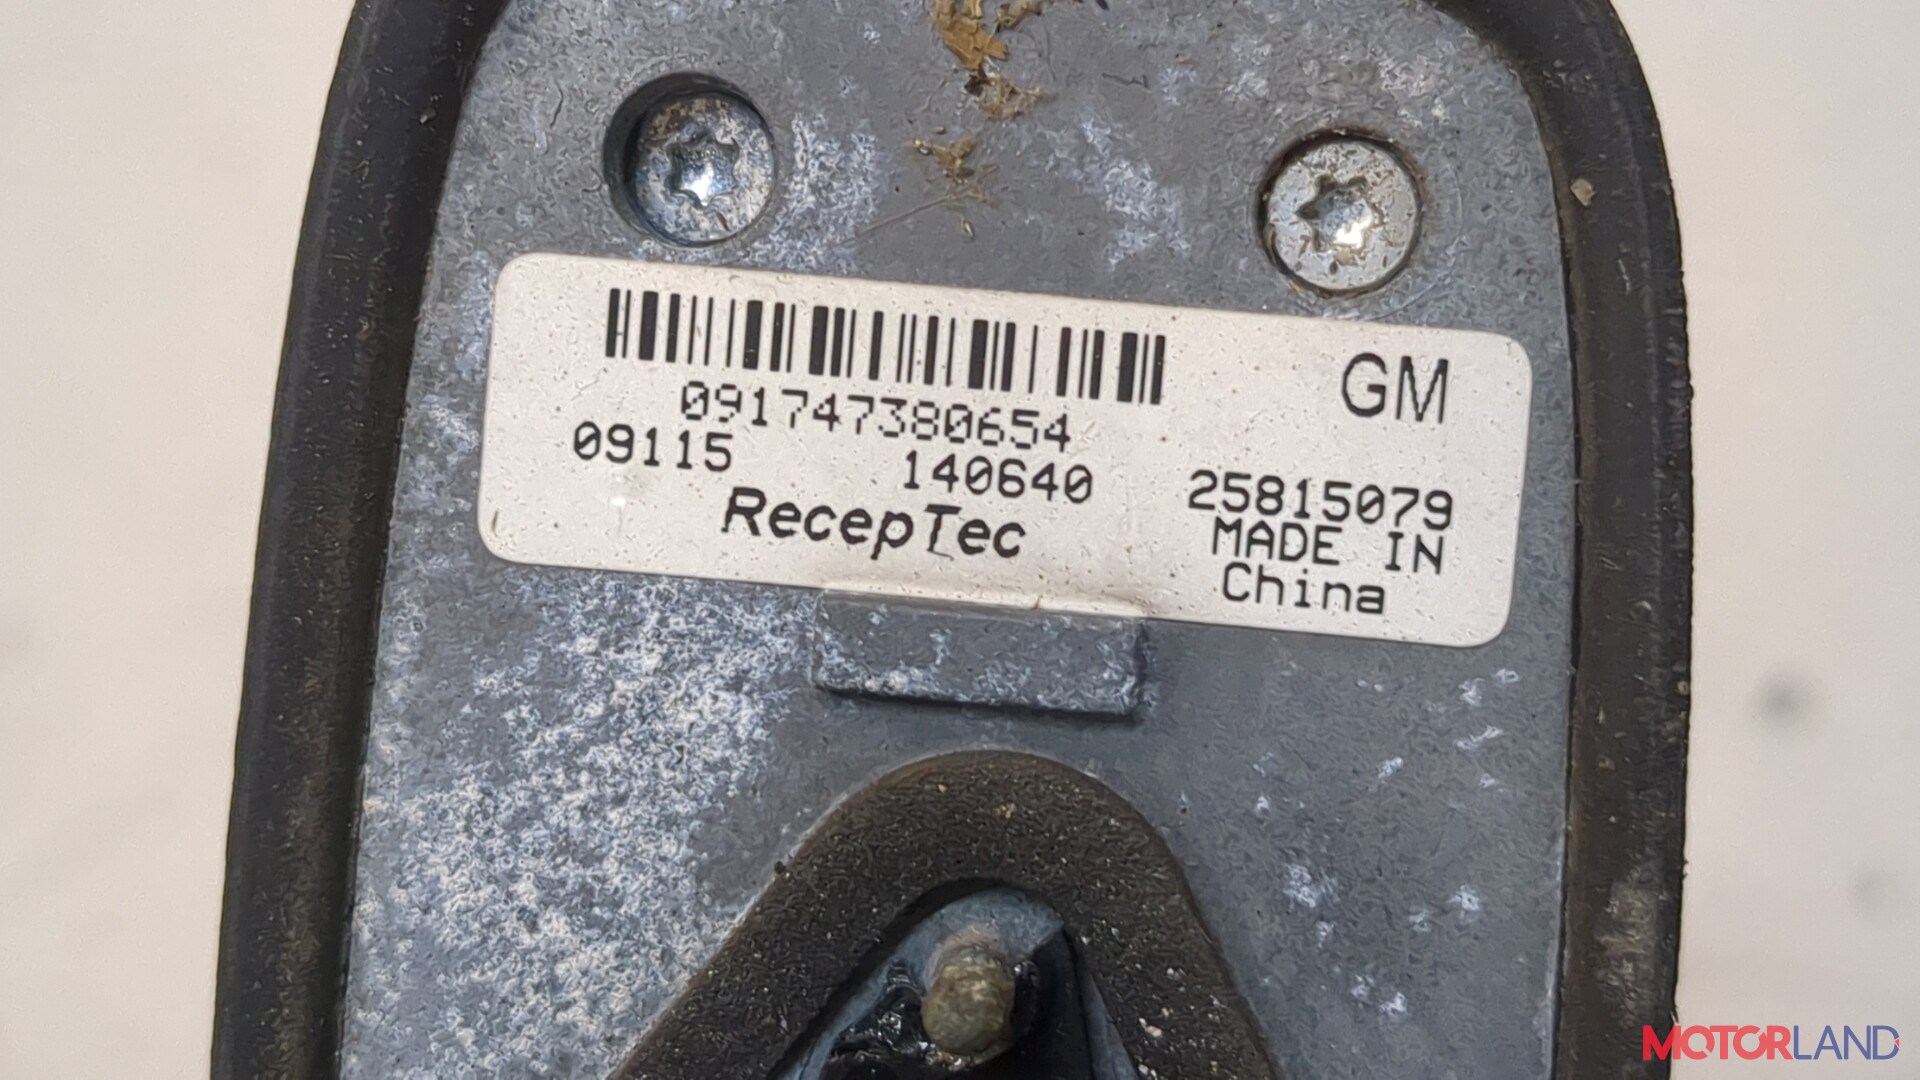 GM
091747380654
09115 140640 25815079
RecepTec MADE IN
China
MOTORLAND